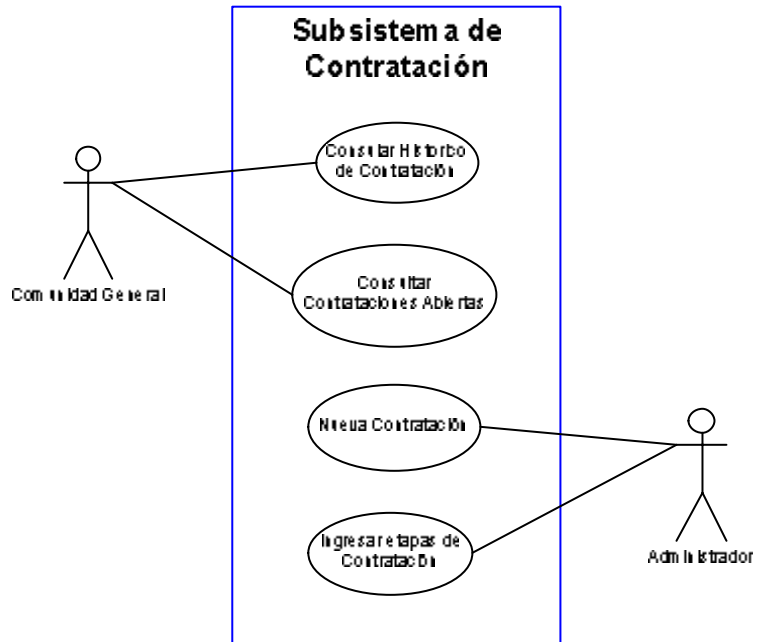 Subsistema de
Contratación
Consultar Historico
de Contratación
Comunidad General
Consultar
Contrataciones Abiertas
Nueva Contratación
Ingresar etapas de
Contratación
Administrador